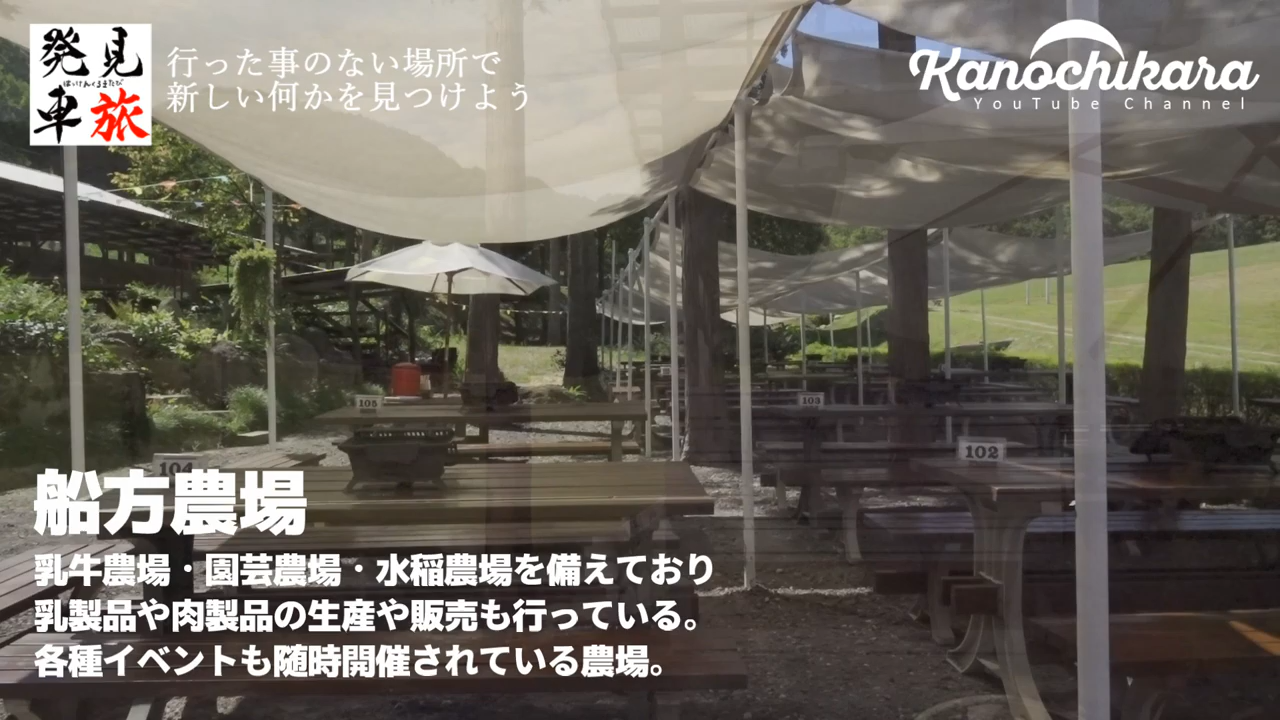 発見
はっけんくるまたび
車旅
行った事のない場所で
新しい何かを見つけよう
Kanochikara
YouTube Channel
105
103
104
102
船方農場
乳牛農場・園芸農場・水稲農場を備えており
乳製品や肉製品の生産や販売も行っている。
各種イベントも随時開催されている農場。